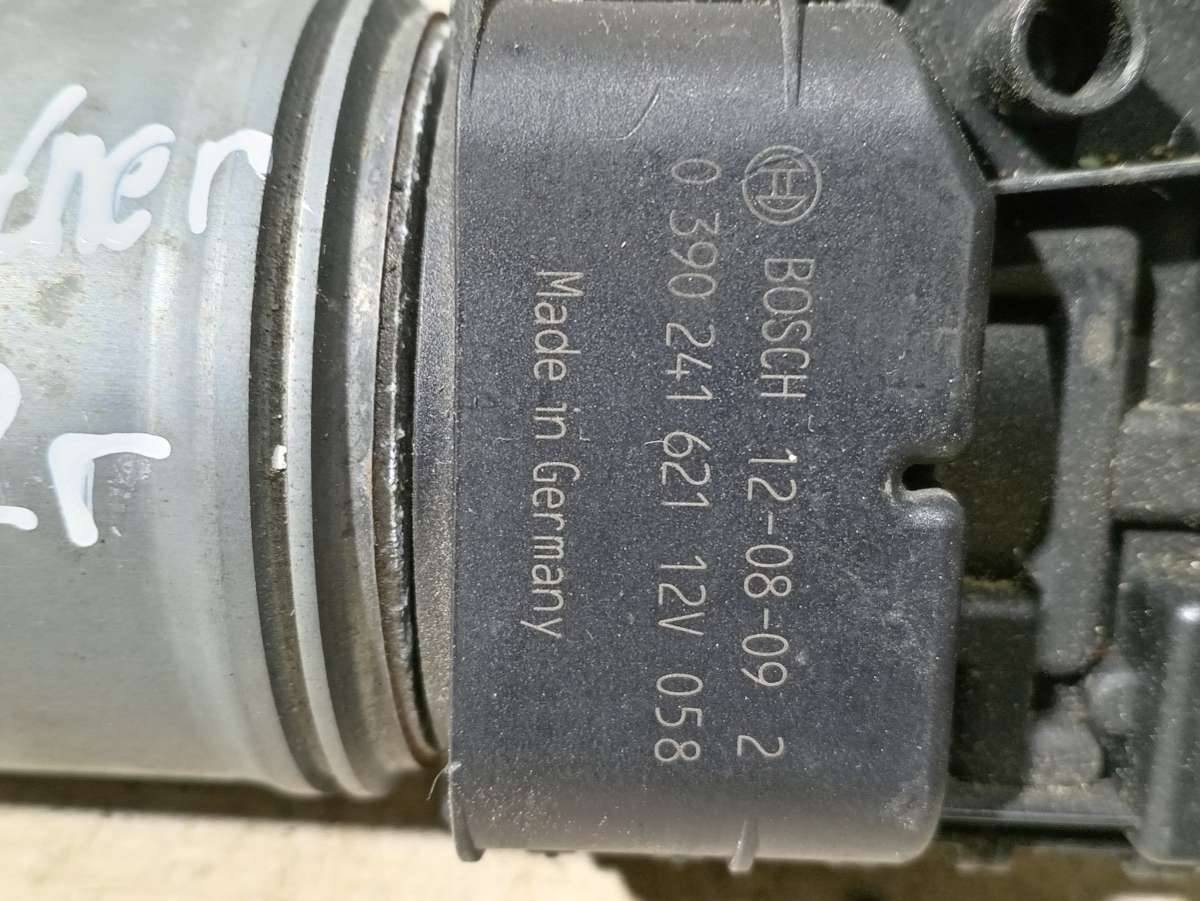 BOSCH 12-08-09 2
0 390 241 621 12V 058
Made in Germany